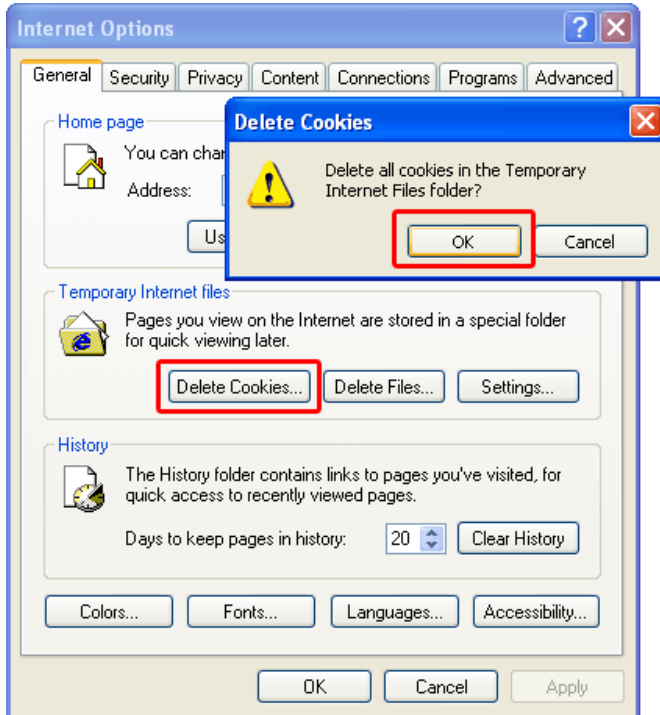 Internet Options
General Security Privacy Content Connections Programs Advanced
Home page
You can
Address:
Delete Cookies
Delete all cookies in the Temporary
Internet Files folder?
OK Cancel
Temporary Internet files
Pages you view on the Internet are stored in a special folder
for quick viewing later.
Delete Cookies... Delete Files... Settings...
History
The History folder contains links to pages you've visited, for
quick access to recently viewed pages.
Days to keep pages in history: 20 Clear History
Colors... Fonts... Languages... Accessibility...
OK Cancel Apply